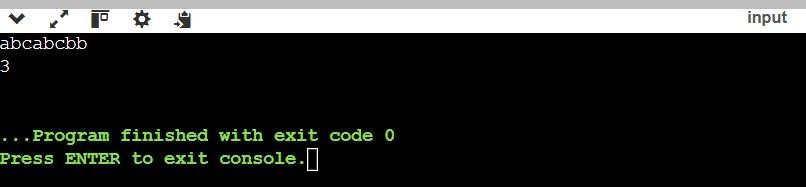 input
abcabcbb
3
...Program finished with exit code 0
Press ENTER to exit console.